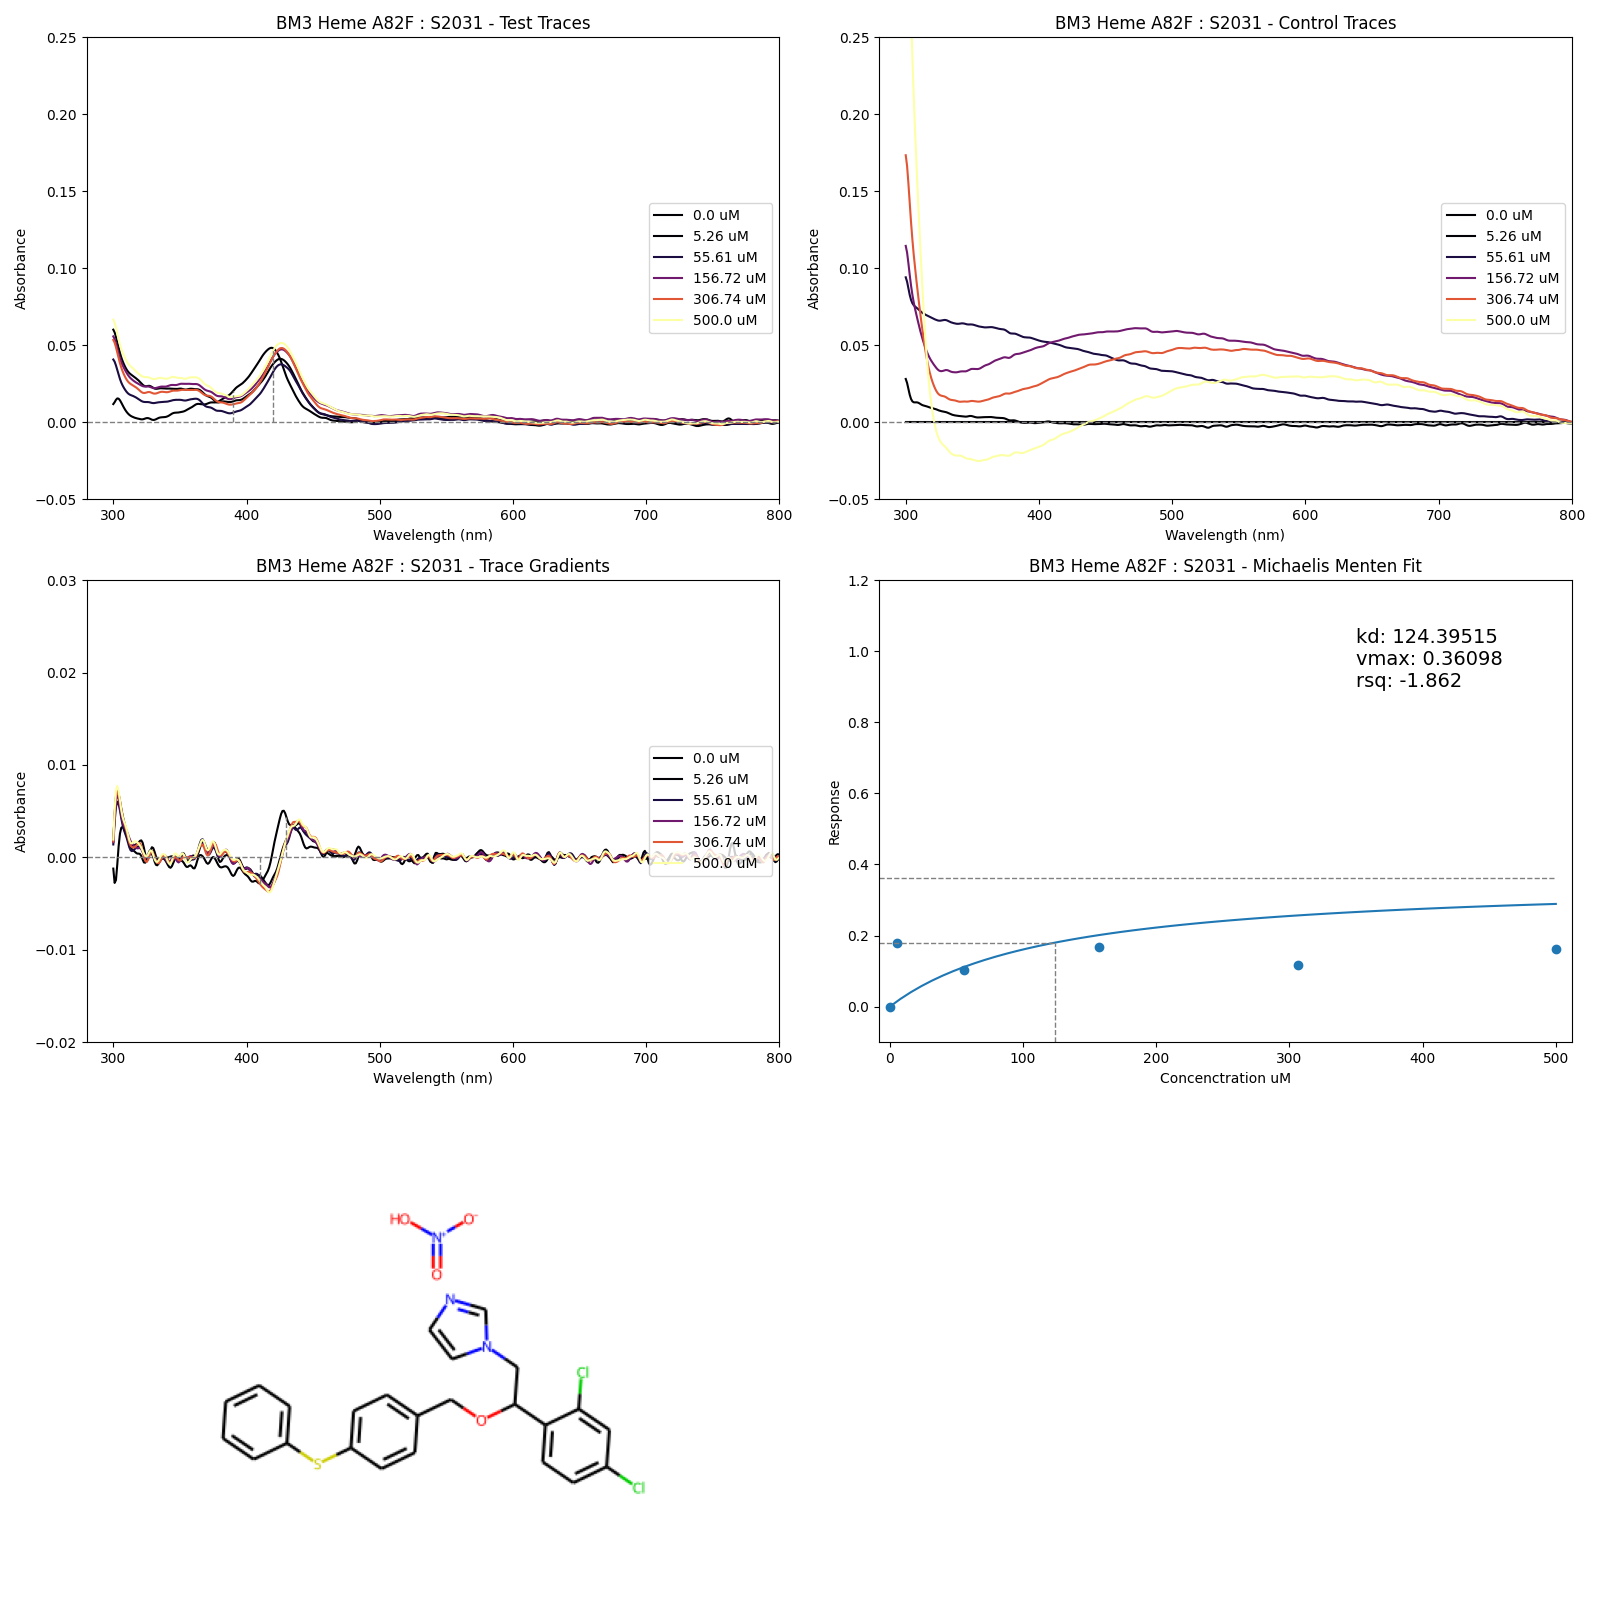 BM3 Heme A82F : S2031 - Test Traces
0.25
0.20
0.15
0.10
0.05
0.00
−0.05
Absorbance
300 400 500 600 700 800
Wavelength (nm)
0.0 uM
5.26 uM
55.61 uM
156.72 uM
306.74 uM
500.0 uM
BM3 Heme A82F : S2031 - Control Traces
0.25
0.20
0.15
0.10
0.05
0.00
−0.05
Absorbance
300 400 500 600 700 800
Wavelength (nm)
0.0 uM
5.26 uM
55.61 uM
156.72 uM
306.74 uM
500.0 uM
BM3 Heme A82F : S2031 - Trace Gradients
0.03
0.02
0.01
0.00
−0.01
−0.02
Absorbance
300 400 500 600 700 800
Wavelength (nm)
0.0 uM
5.26 uM
55.61 uM
156.72 uM
306.74 uM
500.0 uM
BM3 Heme A82F : S2031 - Michaelis Menten Fit
1.2
1.0
0.8
0.6
0.4
0.2
0.0
Response
kd: 124.39515
vmax: 0.36098
rsq: -1.862
0 100 200 300 400 500
Concenctration uM
HO
N+
O-
O
N
N
Cl
O
S
Cl